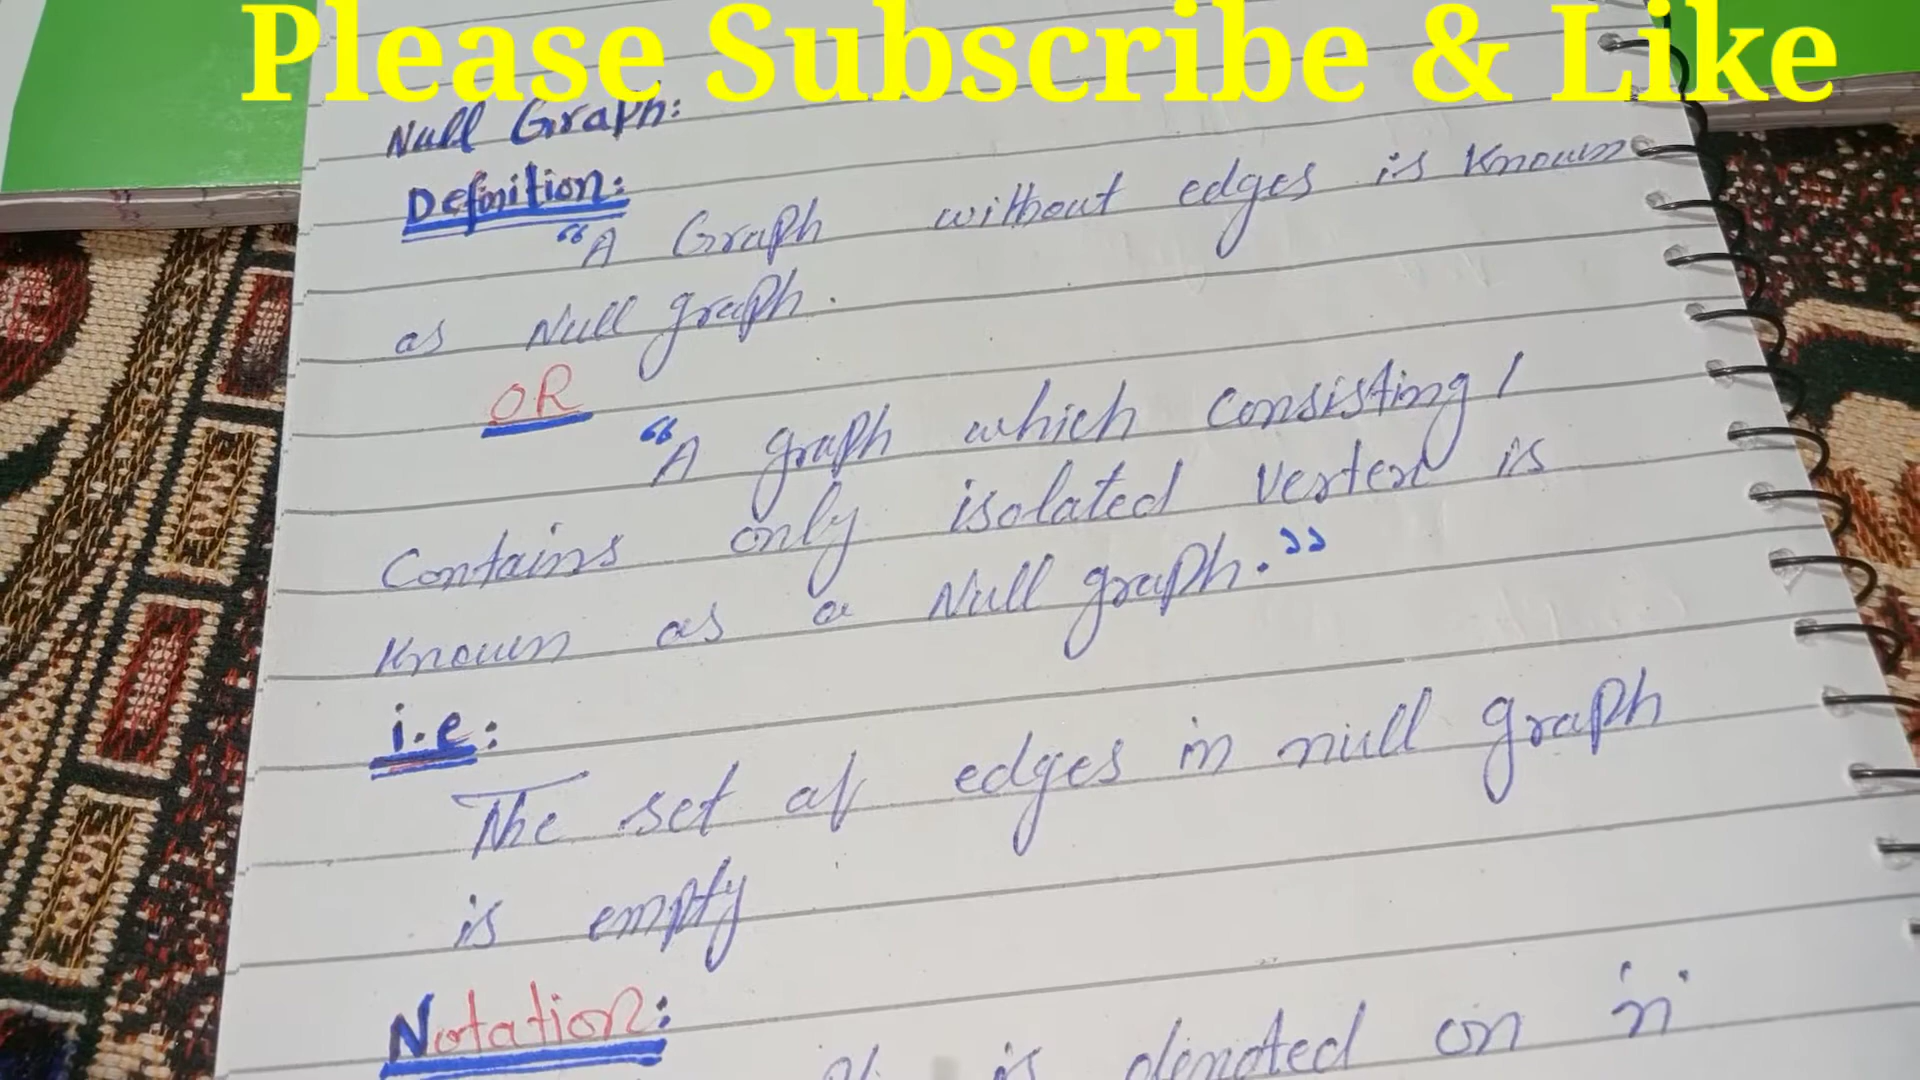 Please Subscribe & Like
Null Graph:
Definition:
“A Graph without edges is known
as Null graph.
OR
“A graph which consisting /
Contains only isolated vertex is
known as a Null graph.”
i.e:
The set of edges in null graph
is empty
Notation:
It is denoted on 'n'